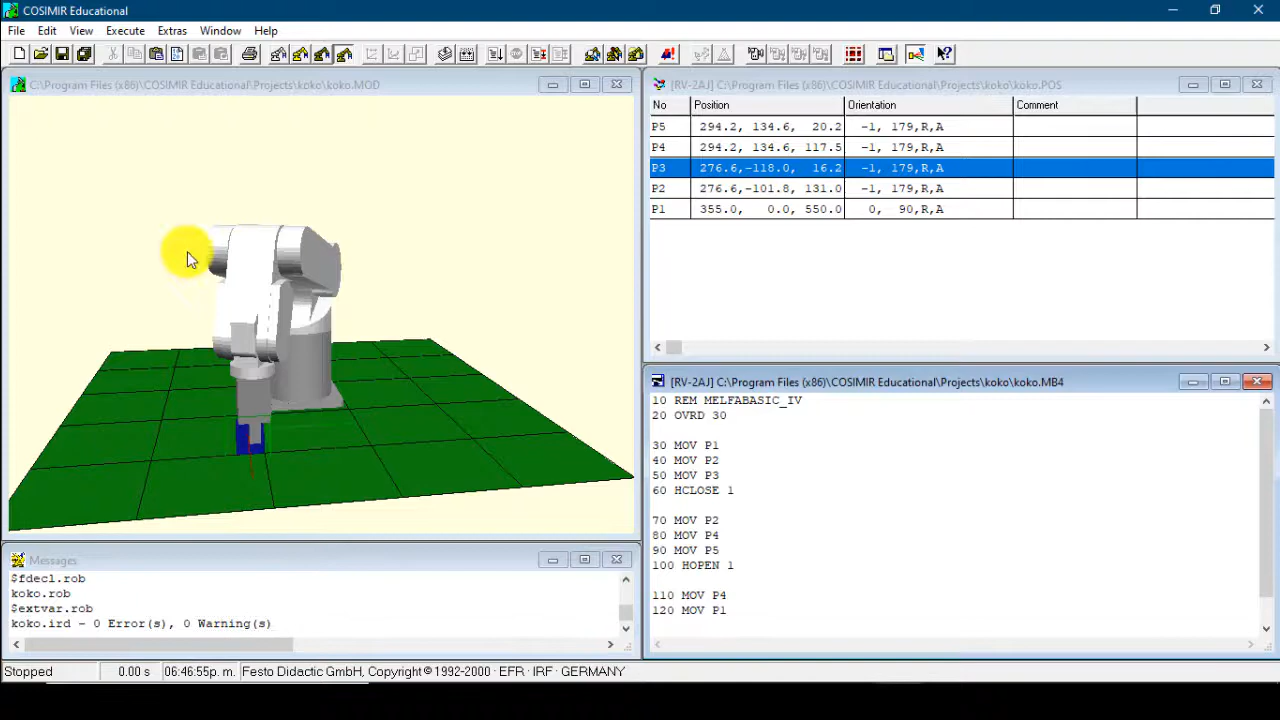 COSIMIR Educational
File Edit View Execute Extras Window Help
C:\Program Files (x86)\COSIMIR Educational\Projects\koko\koko.MOD
[RV-2AJ] C:\Program Files (x86)\COSIMIR Educational\Projects\koko\koko.POS
No Position Orientation Comment
P5 294.2, 134.6, 20.2 -1, 179,R,A
P4 294.2, 134.6, 117.5 -1, 179,R,A
P3 276.6,-118.0, 16.2 -1, 179,R,A
P2 276.6,-101.8, 131.0 -1, 179,R,A
P1 355.0, 0.0, 550.0 0, 90,R,A
[RV-2AJ] C:\Program Files (x86)\COSIMIR Educational\Projects\koko\koko.MB4
10 REM MELFABASIC_IV
20 OVRD 30
30 MOV P1
40 MOV P2
50 MOV P3
60 HCLOSE 1
70 MOV P2
80 MOV P4
90 MOV P5
100 HOPEN 1
110 MOV P4
120 MOV P1
Messages
$fdecl.rob
koko.rob
$extvar.rob
koko.ird - 0 Error(s), 0 Warning(s)
Stopped 0.00 s 06:46:55p. m. Festo Didactic GmbH, Copyright © 1992-2000 · EFR · IRF · GERMANY